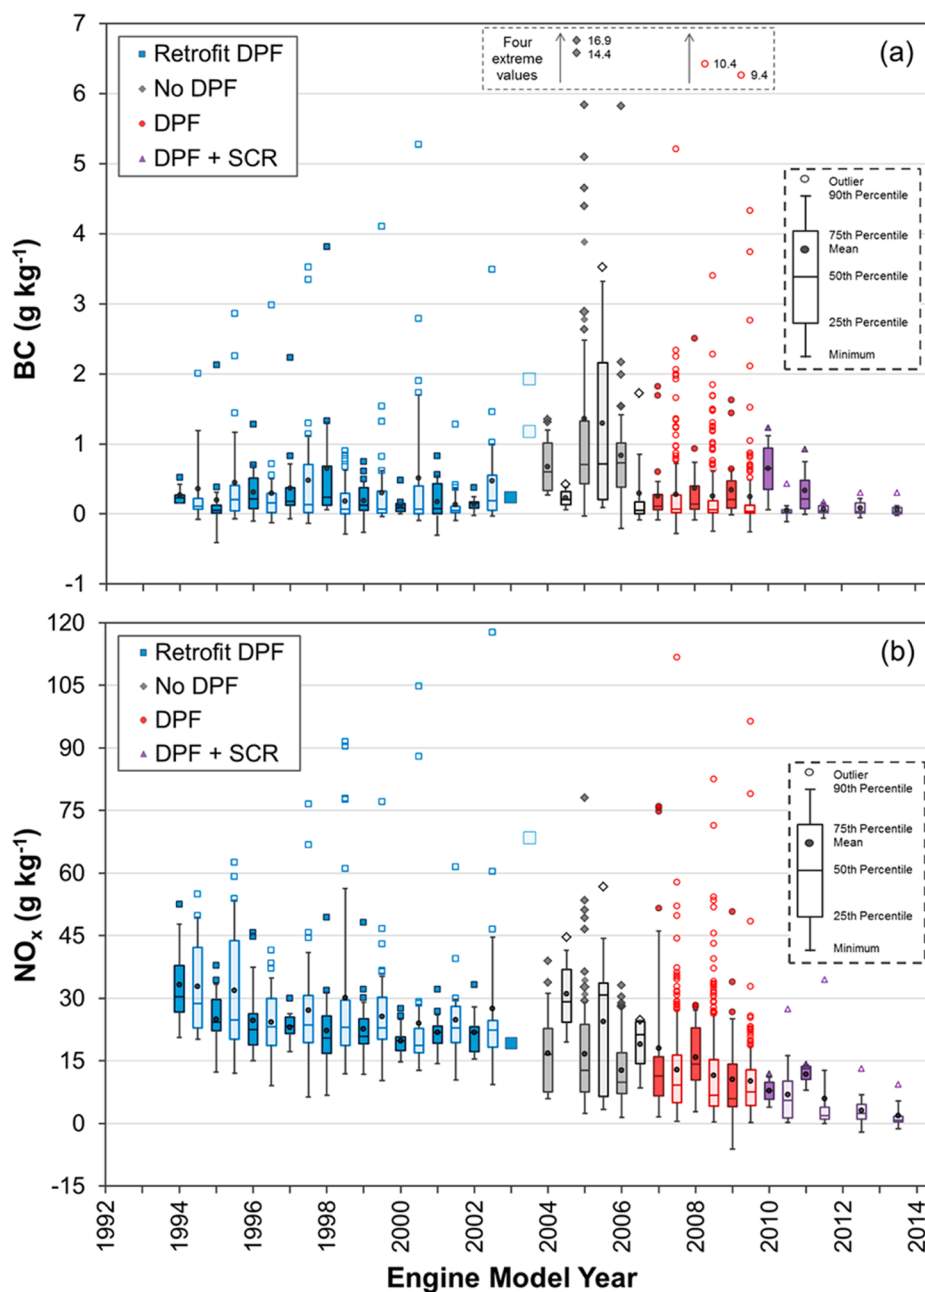 (a)
Retrofit DPF
No DPF
DPF
DPF + SCR
Four
extreme
values
16.9
14.4
10.4
9.4
Outlier
90th Percentile
75th Percentile
Mean
50th Percentile
25th Percentile
Minimum
BC (g kg⁻¹)
7
6
5
4
3
2
1
0
-1
(b)
Retrofit DPF
No DPF
DPF
DPF + SCR
Outlier
90th Percentile
75th Percentile
Mean
50th Percentile
25th Percentile
Minimum
NOₓ (g kg⁻¹)
120
105
90
75
60
45
30
15
0
-15
1992
1994
1996
1998
2000
2002
2004
2006
2008
2010
2012
2014
Engine Model Year